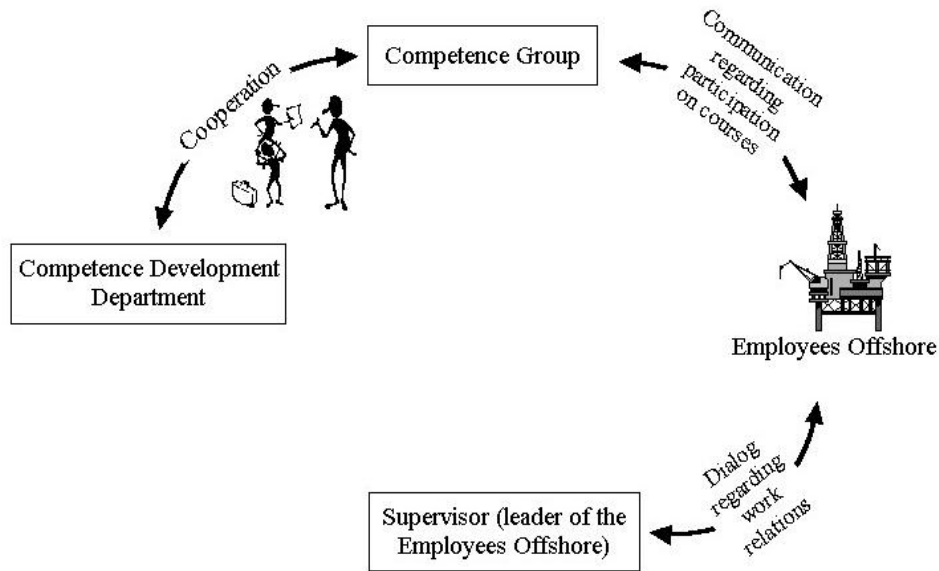 Competence Group
Cooperation
Communication
regarding
participation
on courses
Competence Development
Department
Employees Offshore
Dialog
regarding
work
relations
Supervisor (leader of the
Employees Offshore)